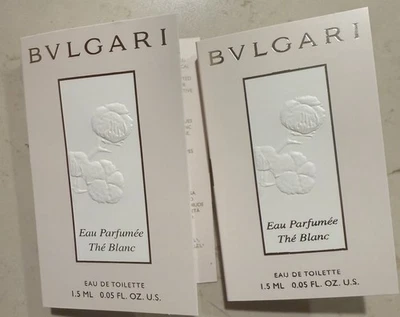 BVLGARI
Eau Parfumée
Thé Blanc
EAU DE TOILETTE
1.5 ML 0.05 FL. OZ. U.S.
BVLGARI
Eau Parfumée
Thé Blanc
EAU DE TOILETTE
1.5 ML 0.05 FL. OZ. U.S.